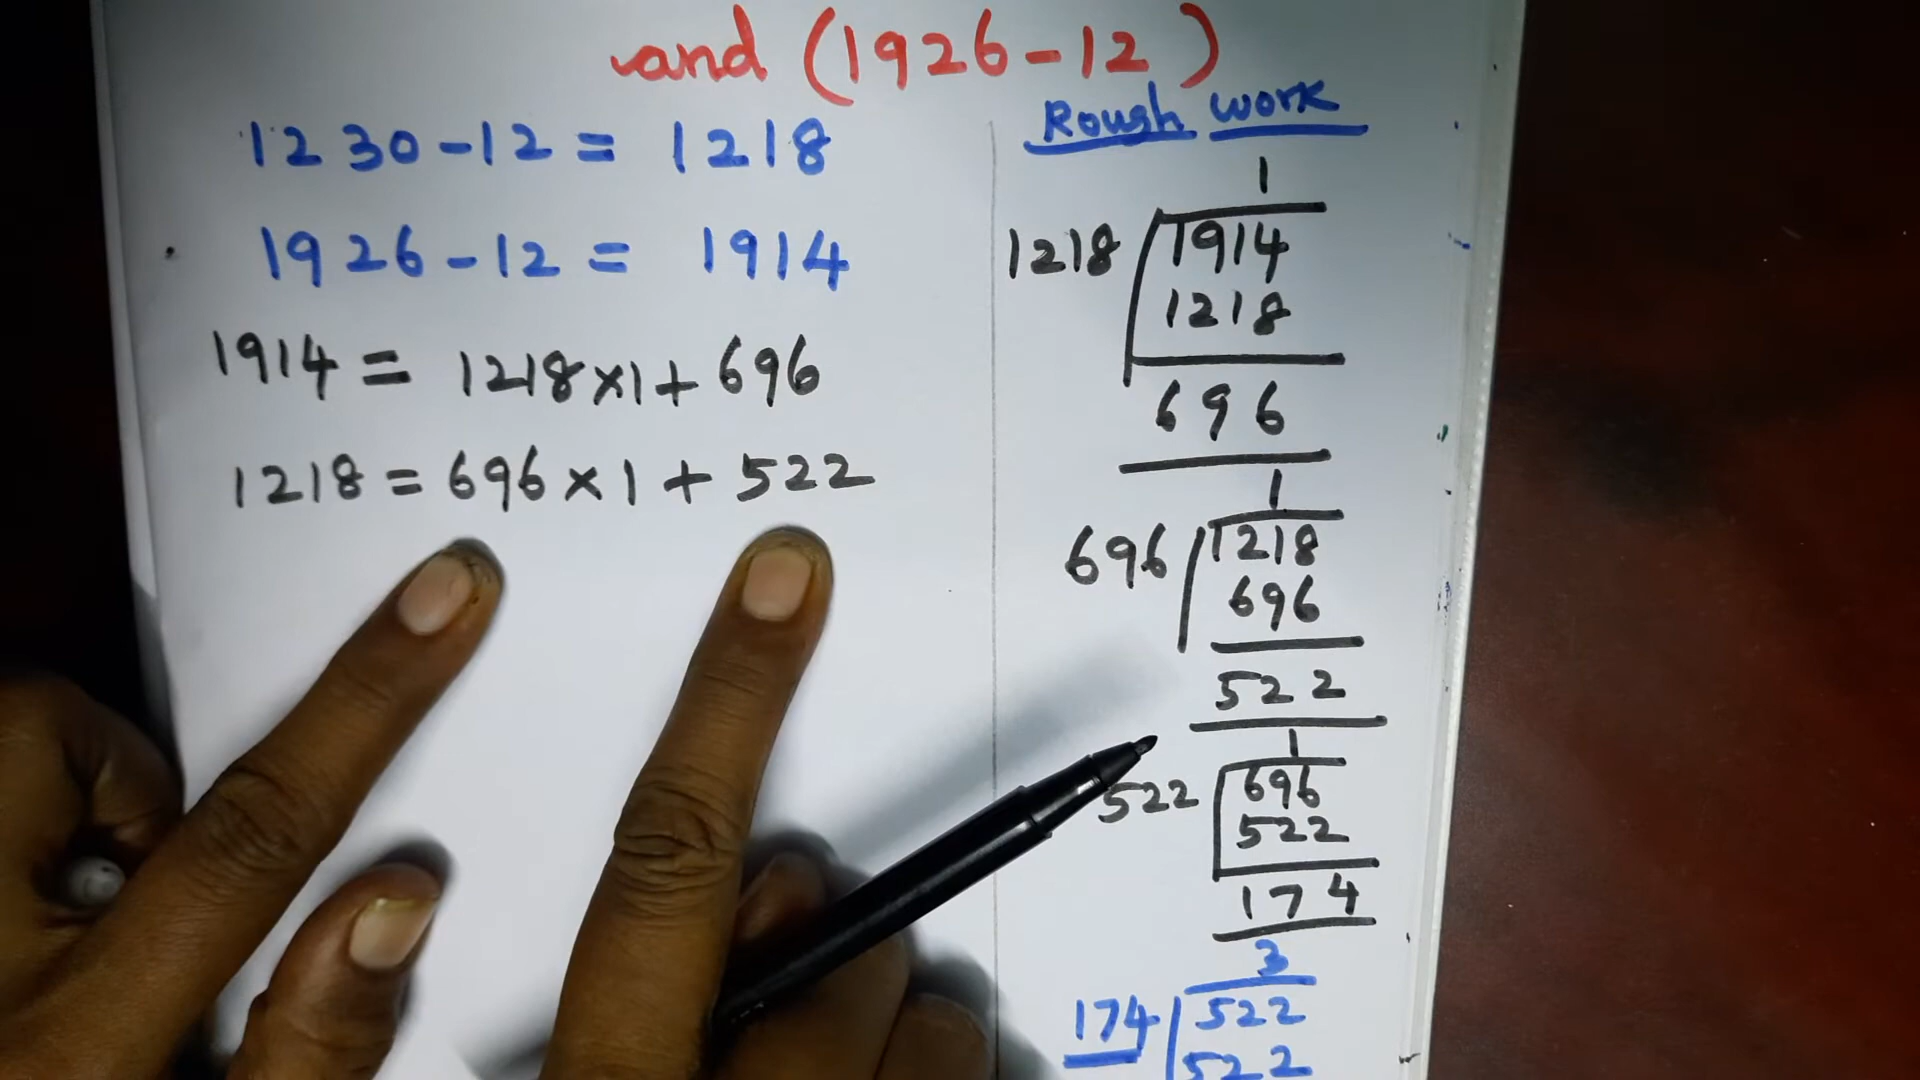 and (1926-12)
1230-12 = 1218
1926-12 = 1914
1914 = 1218×1+696
1218 = 696×1+522
Rough work
1
1218 1914
1218
696
1
696 1218
696
522
1
522 696
522
174
3
174 522
522